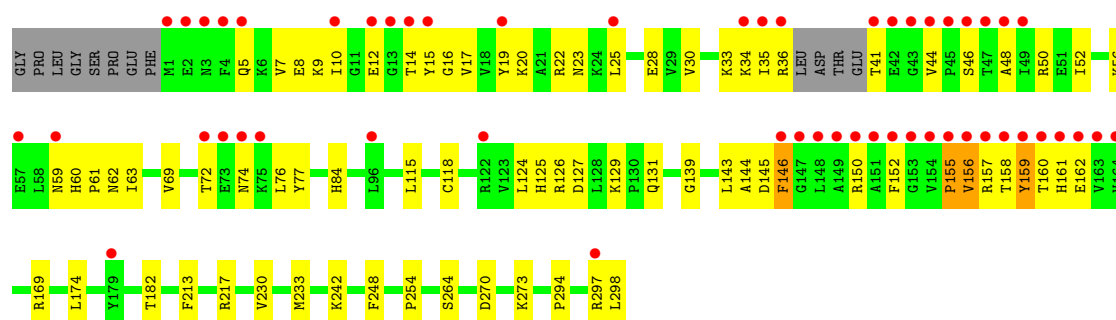 GLY PRO LEU GLY SER PRO GLU PHE M1 E2 N3 F4 Q5 K6 V7 E8 K9 I10 G11 E12 G13 T14 Y15 G16 V17 V18 Y19 K20 A21 R22 N23 K24 L25 E28 V29 V30 K33 K34 I35 R36 LEU ASP THR GLU T41 E42 G43 V44 P45 S46 T47 A48 I49 R50 E51 I52
E57 L58 N59 H60 P61 N62 I63 V69 T72 E73 N74 K75 L76 Y77 H84 L96 L115 C118 R122 V123 L124 H125 R126 D127 L128 K129 P130 Q131 G139 L143 A144 D145 F146 G147 L148 A149 R150 A151 F152 G153 V154 P155 V156 R157 T158 Y159 T160 H161 E162 V163
R169 L174 Y179 T182 F213 R217 V230 M233 K242 F248 P254 S264 D270 K273 P294 R297 L298